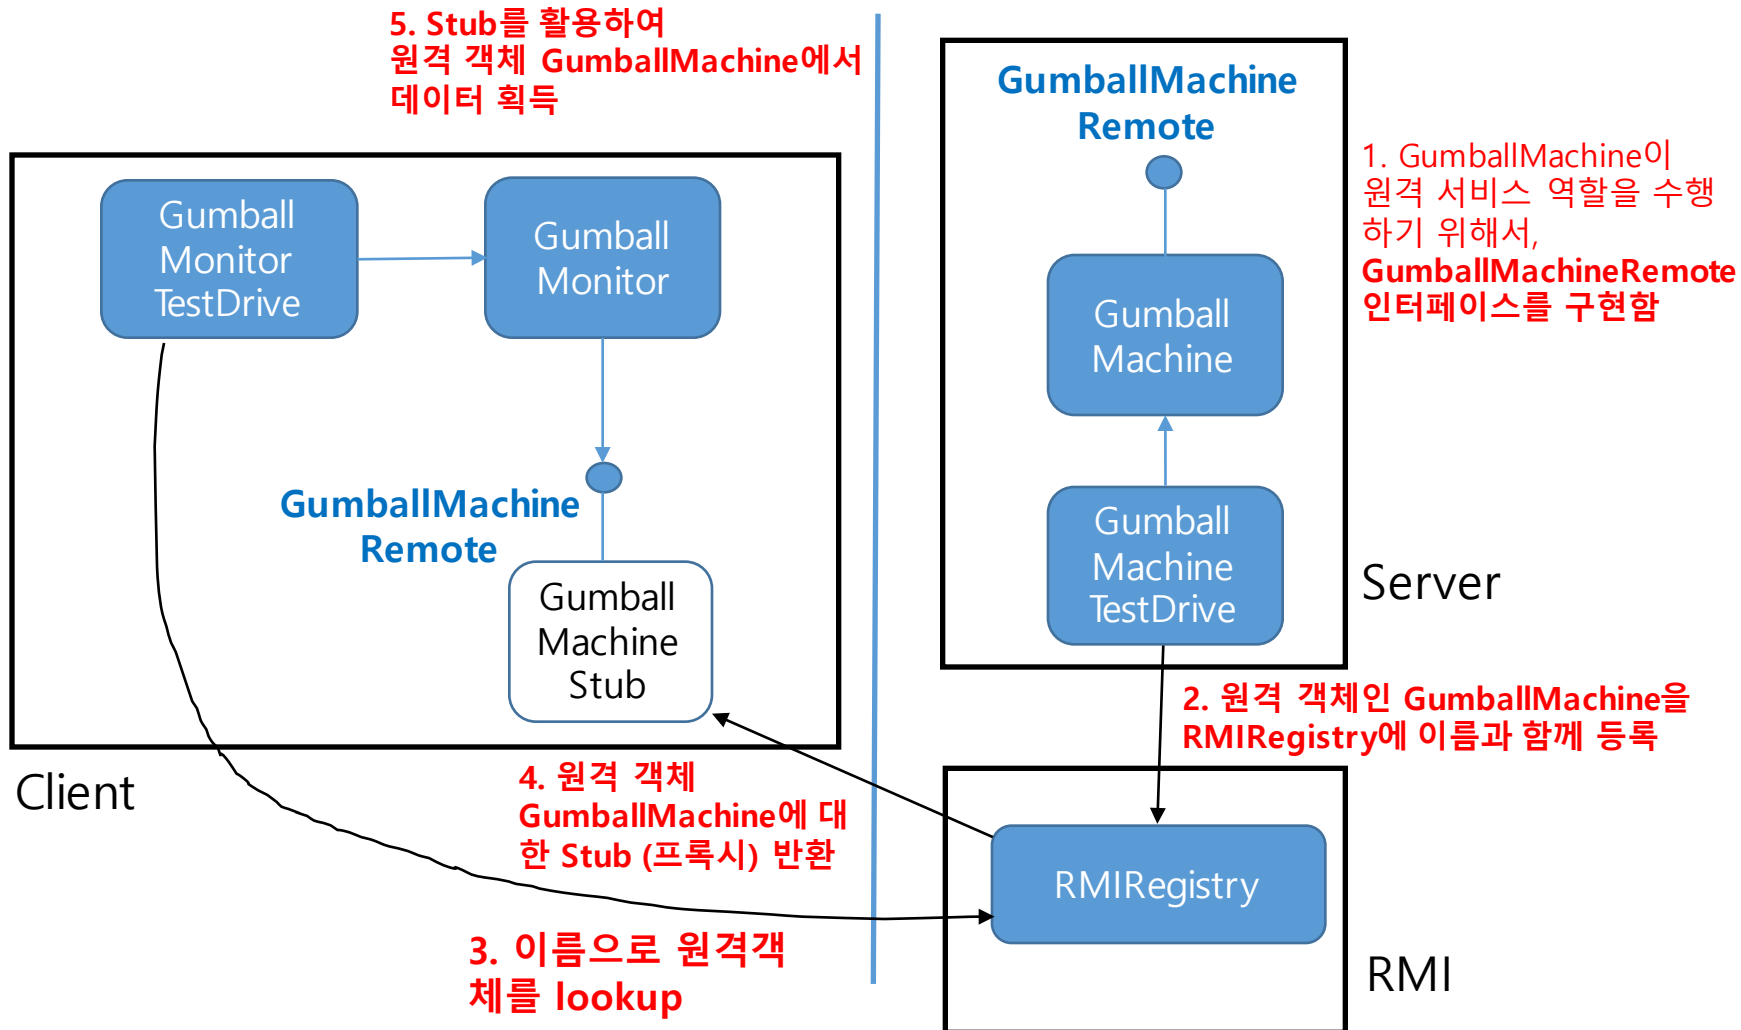 5. Stub를 활용하여
원격 객체 GumballMachine에서
데이터 획득
Gumball
Monitor
TestDrive
Gumball
Monitor
GumballMachine
Remote
Gumball
Machine
Stub
Client
GumballMachine
Remote
Gumball
Machine
Gumball
Machine
TestDrive
Server
1. GumballMachine이
원격 서비스 역할을 수행
하기 위해서,
GumballMachineRemote
인터페이스를 구현함
2. 원격 객체인 GumballMachine을
RMIRegistry에 이름과 함께 등록
4. 원격 객체
GumballMachine에 대
한 Stub (프록시) 반환
3. 이름으로 원격객
체를 lookup
RMIRegistry
RMI